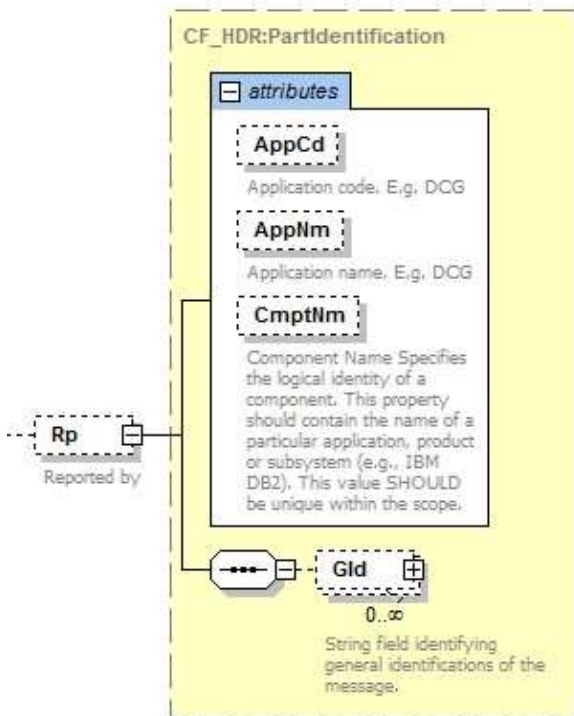 CF_HDR:PartIdentification
attributes
AppCd
Application code. E.g. DCG
AppNm
Application name. E.g. DCG
CmptNm
Component Name Specifies
the logical identity of a
component. This property
should contain the name of a
particular application, product
or subsystem (e.g., IBM
DB2). This value SHOULD
be unique within the scope.
Rp
Reported by
GId
0..∞
String field identifying
general identifications of the
message.